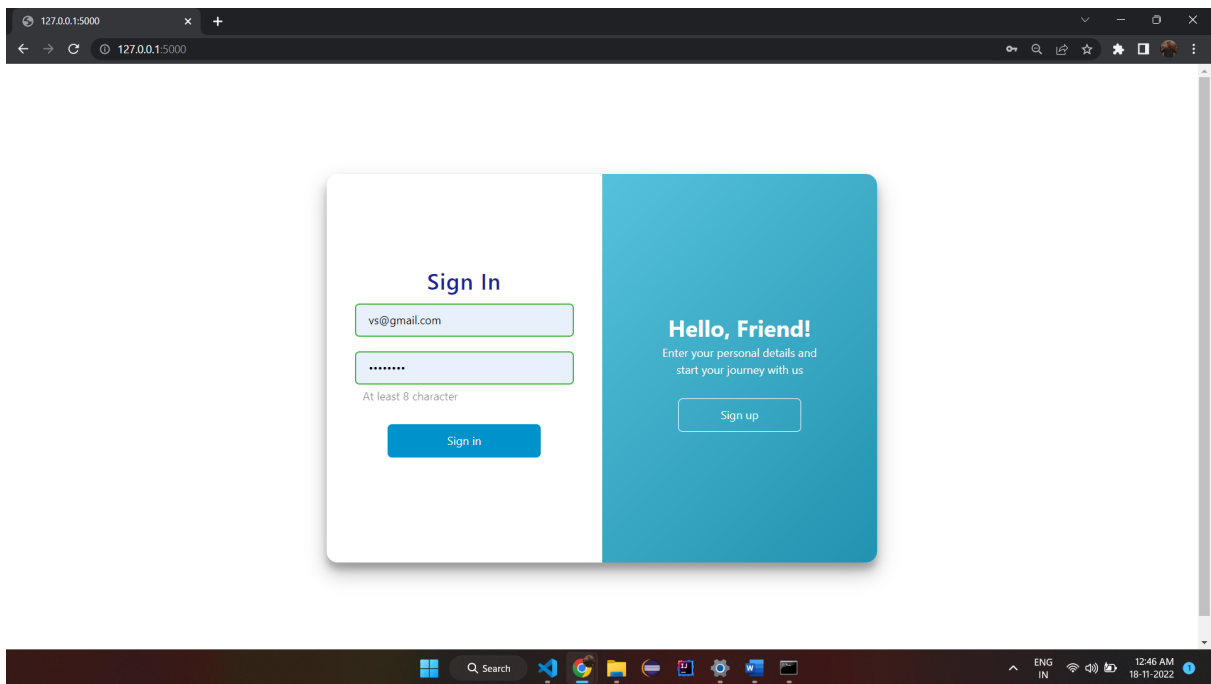 127.0.0.1:5000
127.0.0.1:5000
Sign In
vs@gmail.com
••••••••
At least 8 character
Sign in
Hello, Friend!
Enter your personal details and
start your journey with us
Sign up
Search
ENG
IN
12:46 AM
18-11-2022
1